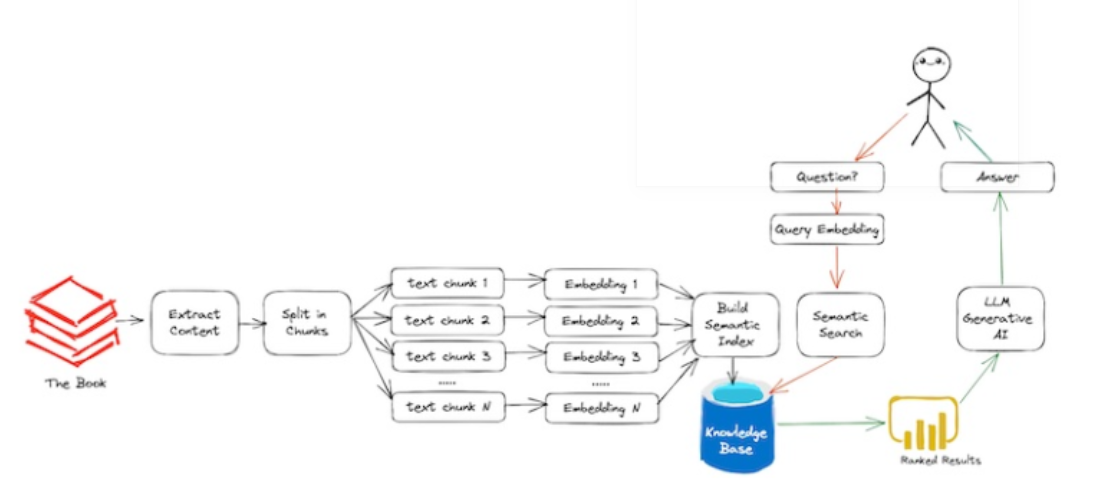 The Book
Extract
Content
Split in
Chunks
text chunk 1
text chunk 2
text chunk 3
.....
text chunk N
Embedding 1
Embedding 2
Embedding 3
.....
Embedding N
Build
Semantic
Index
Knowledge
Base
Question?
Query Embedding
Semantic
Search
Ranked Results
LLM
Generative
AI
Answer